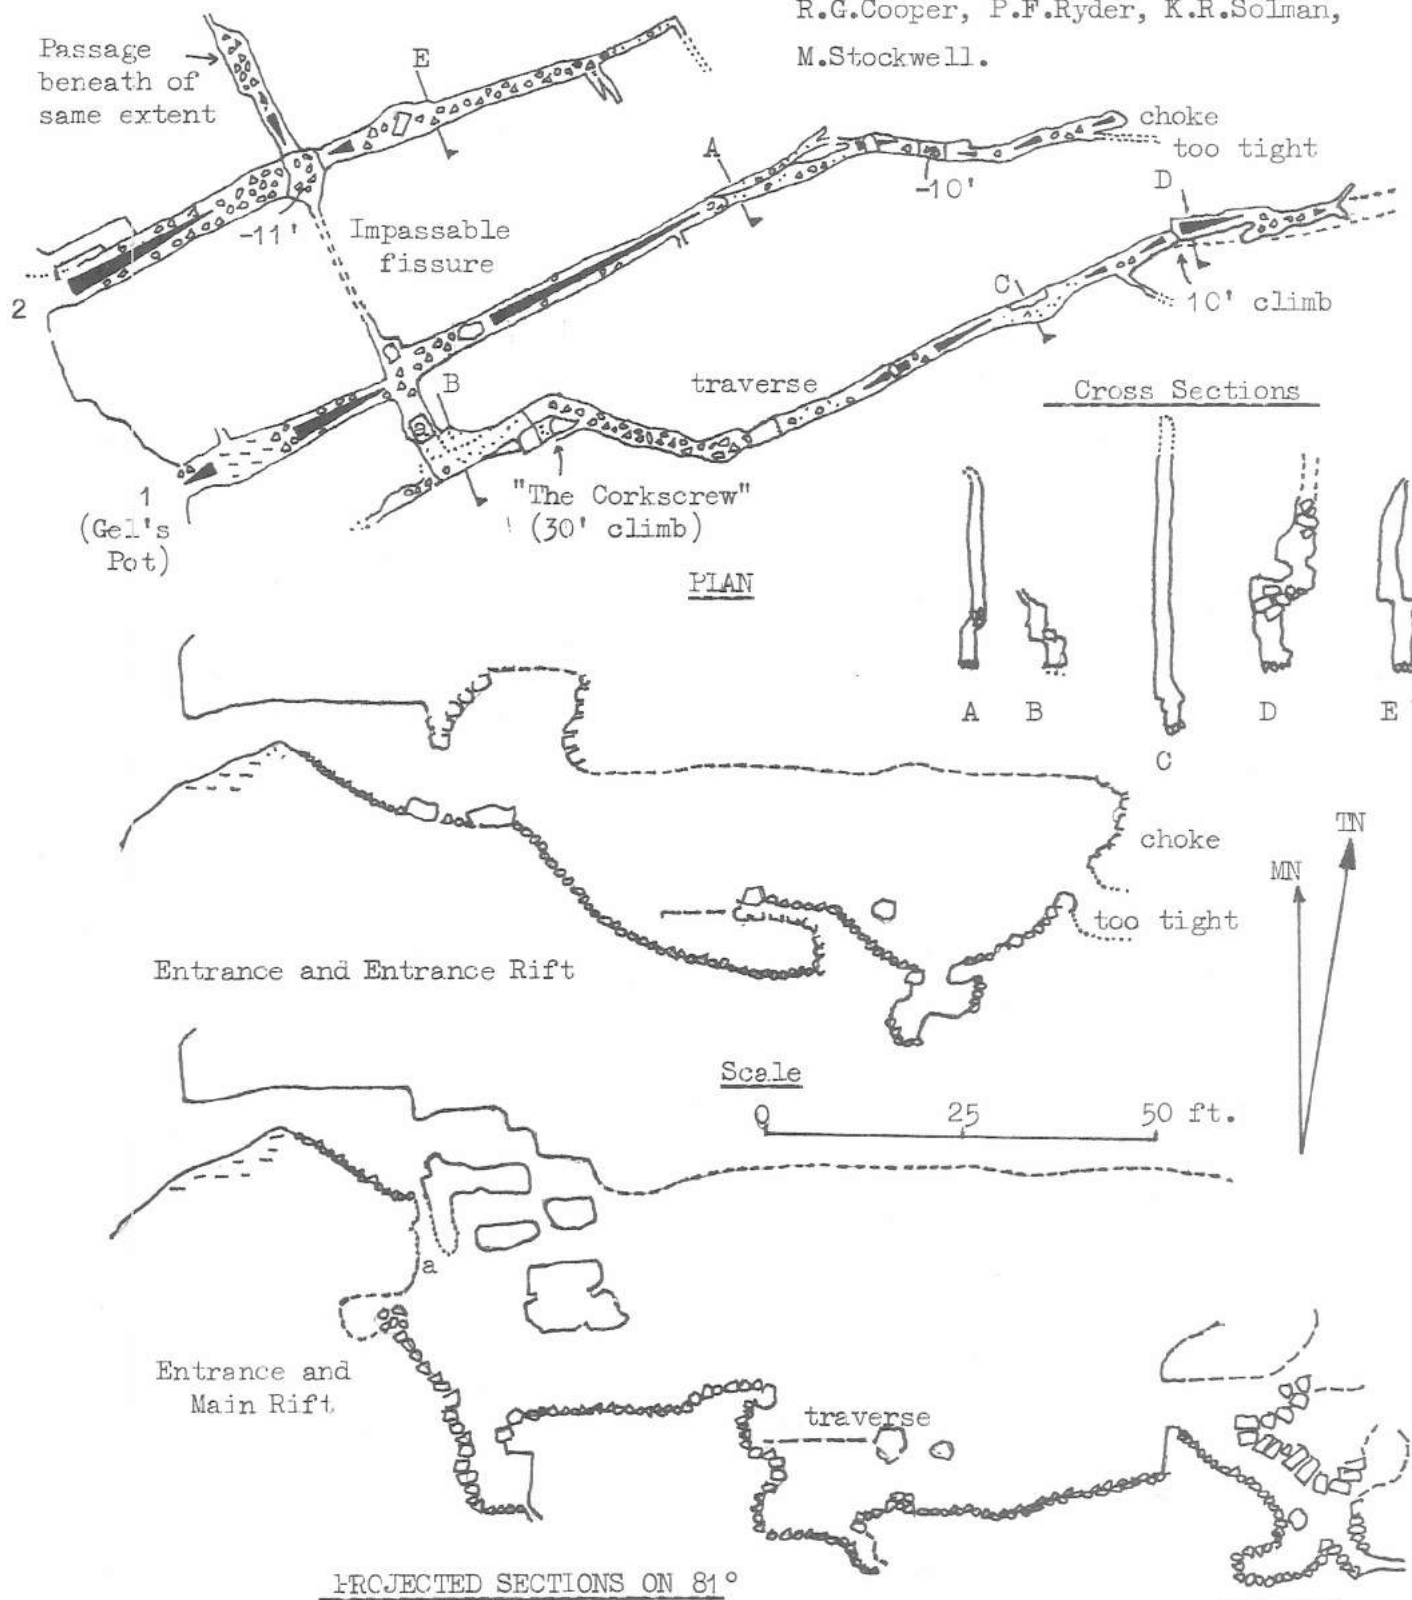 R.G.Cooper, P.F.Ryder, K.R.Solman,
M.Stockwell.
Passage
beneath of
same extent
E
A
choke
too tight
D
-10'
-11'
Impassable
fissure
2
C
10' climb
B
traverse
Cross Sections
a
1
(Gel's
Pot)
"The Corkscrew"
(30' climb)
PLAN
A
B
C
D
E
choke
too tight
TN
MN
Entrance and Entrance Rift
Scale
0 25 50 ft.
a
Entrance and
Main Rift
traverse
PROJECTED SECTIONS ON 81°